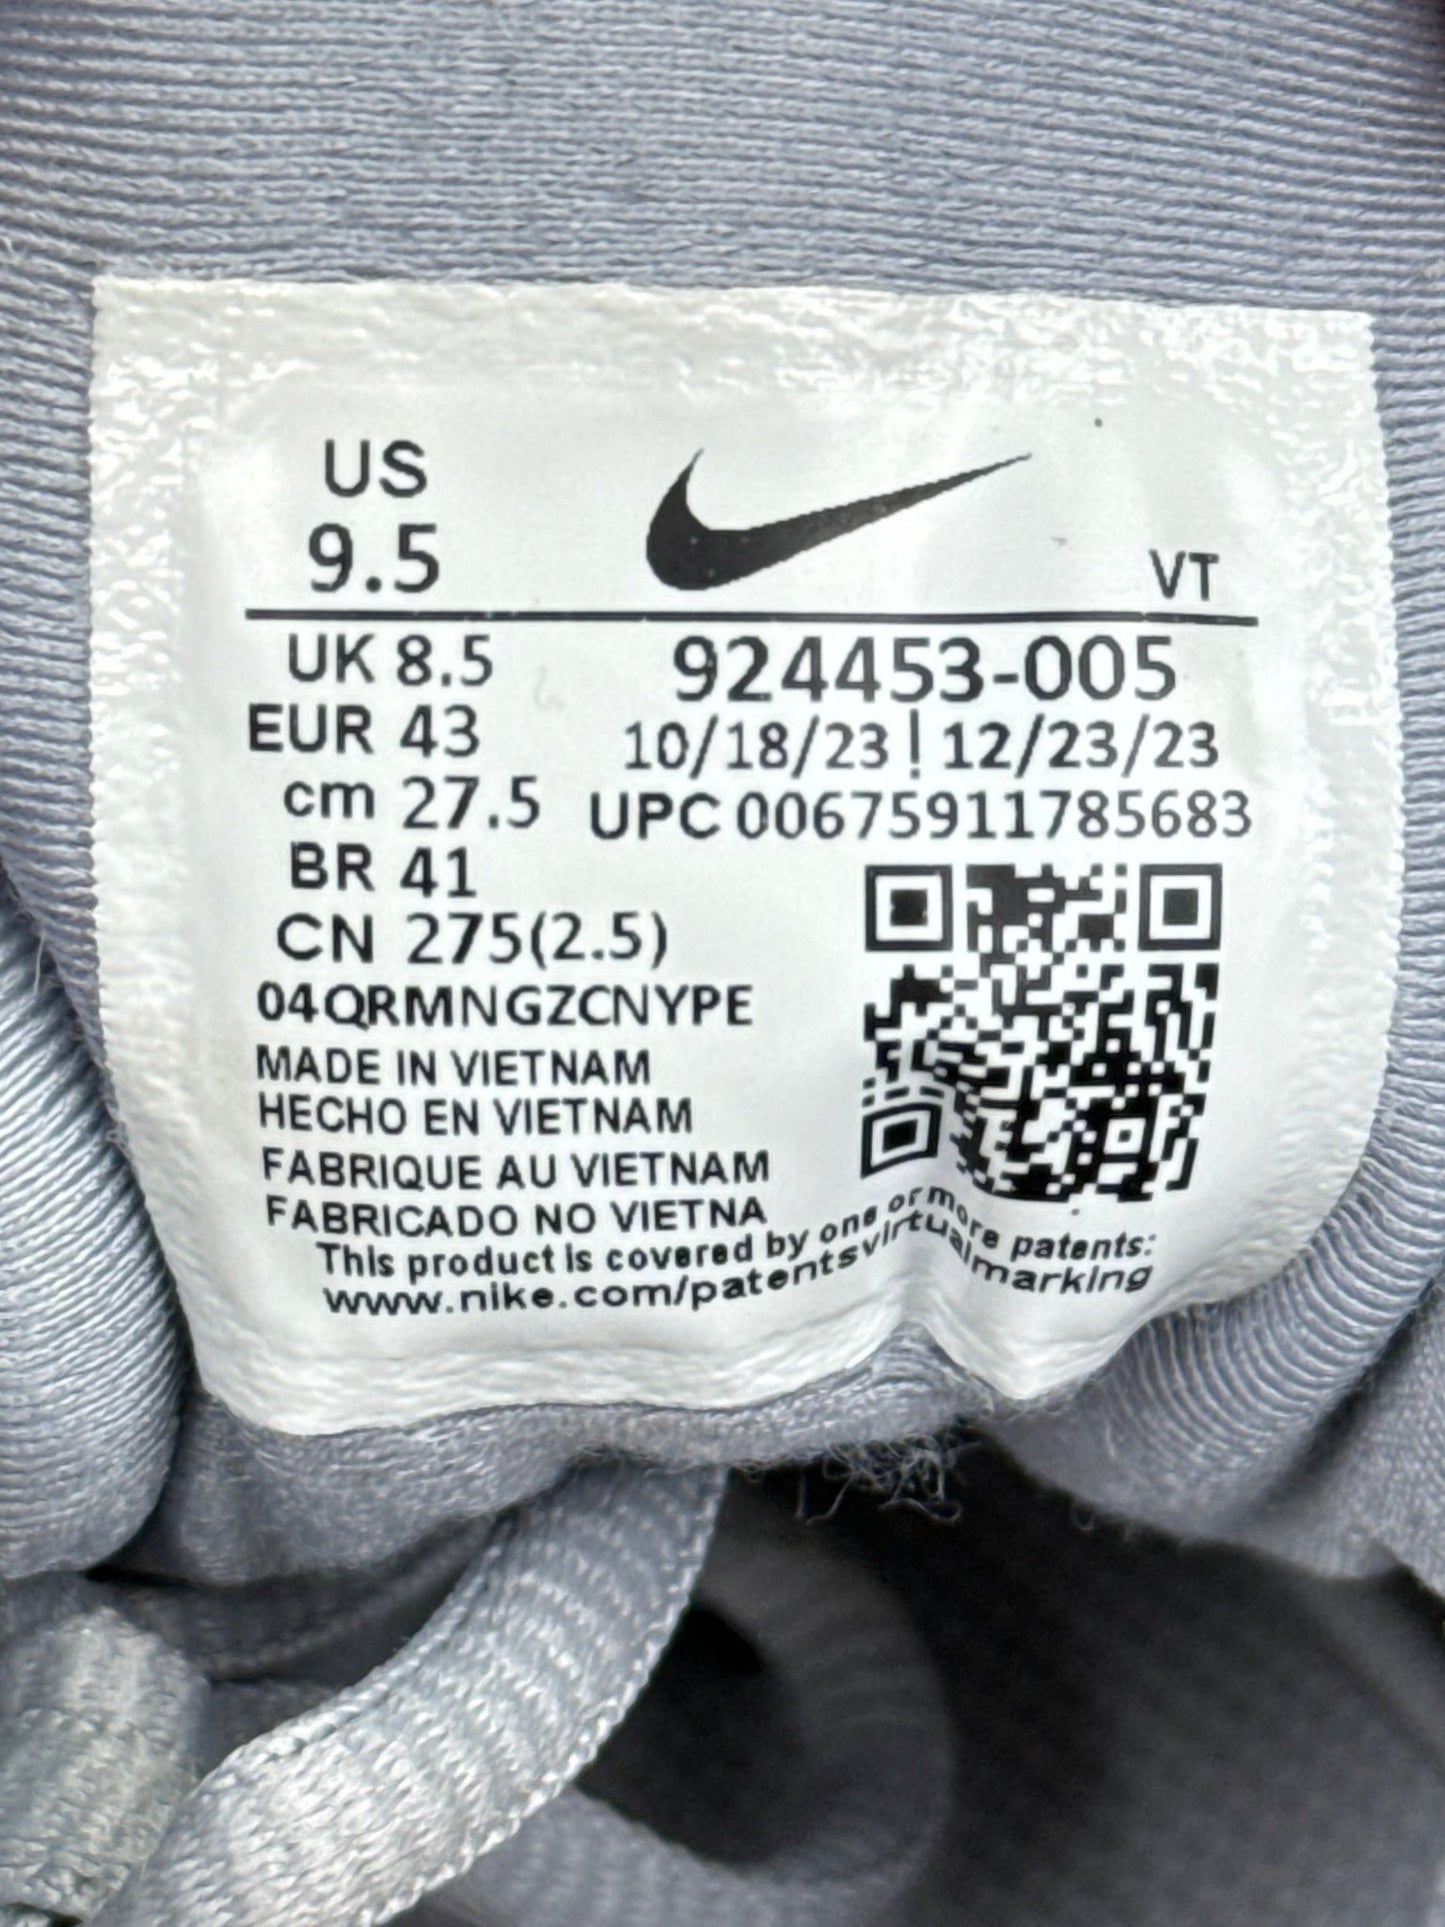 US
9.5
VT
UK 8.5
EUR 43
cm 27.5
BR 41
CN 275(2.5)
924453-005
10/18/23 | 12/23/23
UPC 00675911785683
04QRMNGZCNYPE
MADE IN VIETNAM
HECHO EN VIETNAM
FABRIQUE AU VIETNAM
FABRICADO NO VIETNA
This product is covered by one or more patents:
www.nike.com/patentsvirtualmarking